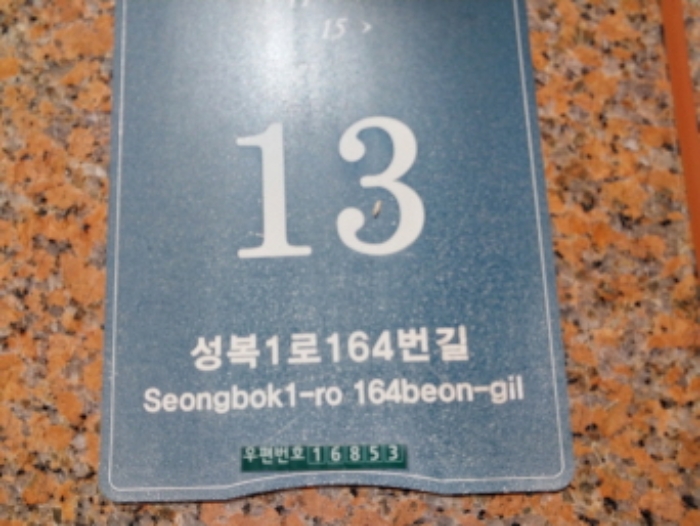 15 >
13
성복1로164번길
Seongbok1-ro 164beon-gil
우편번호 16853